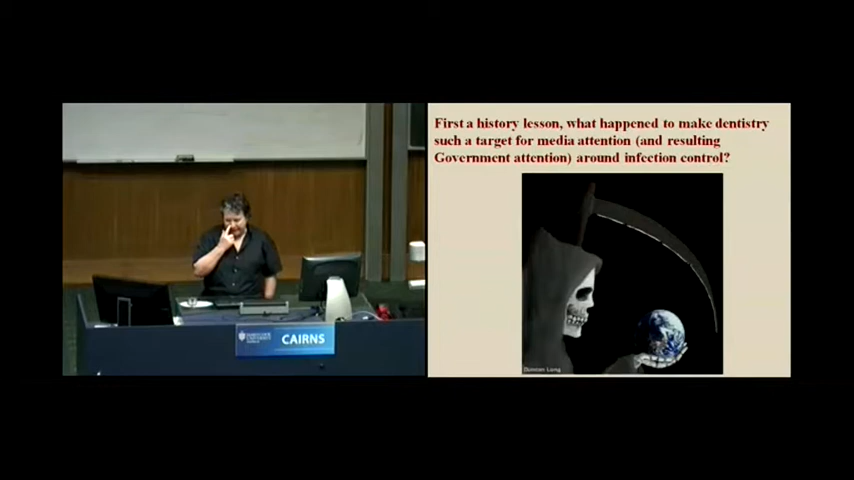 First a history lesson, what happened to make dentistry
such a target for media attention (and resulting
Government attention) around infection control?
CAIRNS